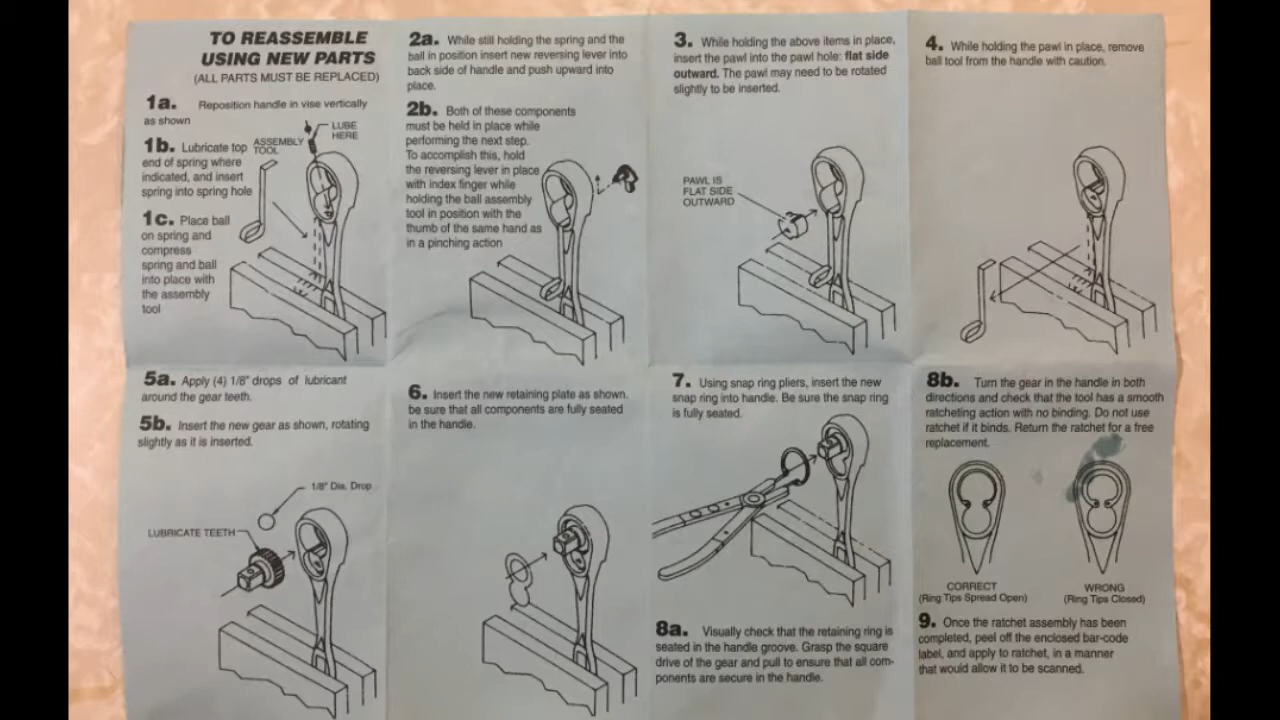 TO REASSEMBLE
USING NEW PARTS
(ALL PARTS MUST BE REPLACED)
1a. Reposition handle in vise vertically
as shown
1b. Lubricate top
end of spring where
indicated, and insert
spring into spring hole
1c. Place ball
on spring and
compress
spring and ball
into place with
the assembly
tool
ASSEMBLY
TOOL
LUBE
HERE
2a. While still holding the spring and the
ball in position insert new reversing lever into
back side of handle and push upward into
place.
2b. Both of these components
must be held in place while
performing the next step.
To accomplish this, hold
the reversing lever in place
with index finger while
holding the ball assembly
tool in position with the
thumb of the same hand as
in a pinching action
3. While holding the above items in place,
insert the pawl into the pawl hole: flat side
outward. The pawl may need to be rotated
slightly to be inserted.
PAWL IS
FLAT SIDE
OUTWARD
4. While holding the pawl in place, remove
ball tool from the handle with caution.
5a. Apply (4) 1/8" drops of lubricant
around the gear teeth.
5b. Insert the new gear as shown, rotating
slightly as it is inserted.
1/8" Dia. Drop
LUBRICATE TEETH
6. Insert the new retaining plate as shown.
be sure that all components are fully seated
in the handle.
7. Using snap ring pliers, insert the new
snap ring into handle. Be sure the snap ring
is fully seated.
8a. Visually check that the retaining ring is
seated in the handle groove. Grasp the square
drive of the gear and pull to ensure that all com-
ponents are secure in the handle.
8b. Turn the gear in the handle in both
directions and check that the tool has a smooth
ratcheting action with no binding. Do not use
ratchet if it binds. Return the ratchet for a free
replacement.
CORRECT
(Ring Tips Spread Open)
WRONG
(Ring Tips Closed)
9. Once the ratchet assembly has been
completed, peel off the enclosed bar-code
label, and apply to ratchet, in a manner
that would allow it to be scanned.